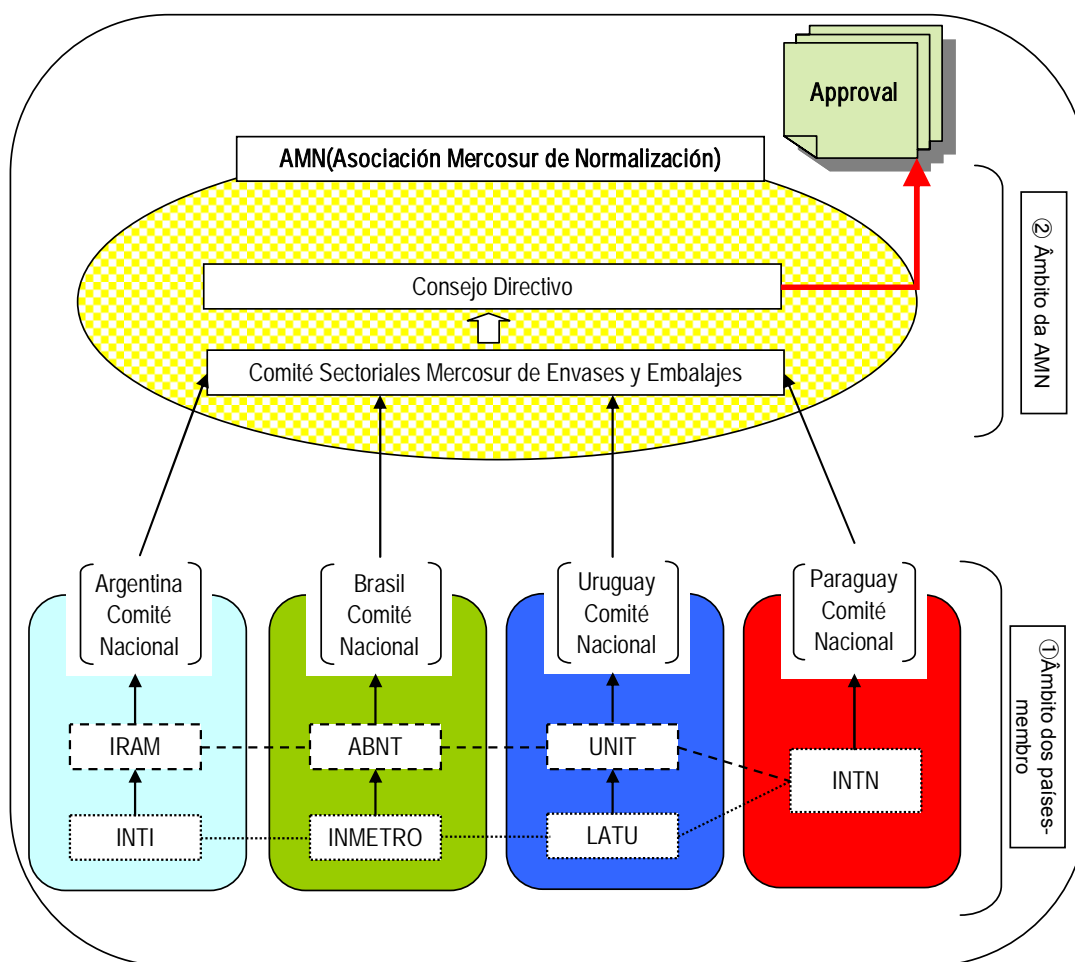 Approval
AMN(Asociación Mercosur de Normalización)
Consejo Directivo
Comité Sectoriales Mercosur de Envases y Embalajes
② Âmbito da AMN
Argentina
Comité
Nacional
Brasil
Comité
Nacional
Uruguay
Comité
Nacional
Paraguay
Comité
Nacional
IRAM
ABNT
UNIT
INTN
INTI
INMETRO
LATU
①Âmbito dos países-
membro